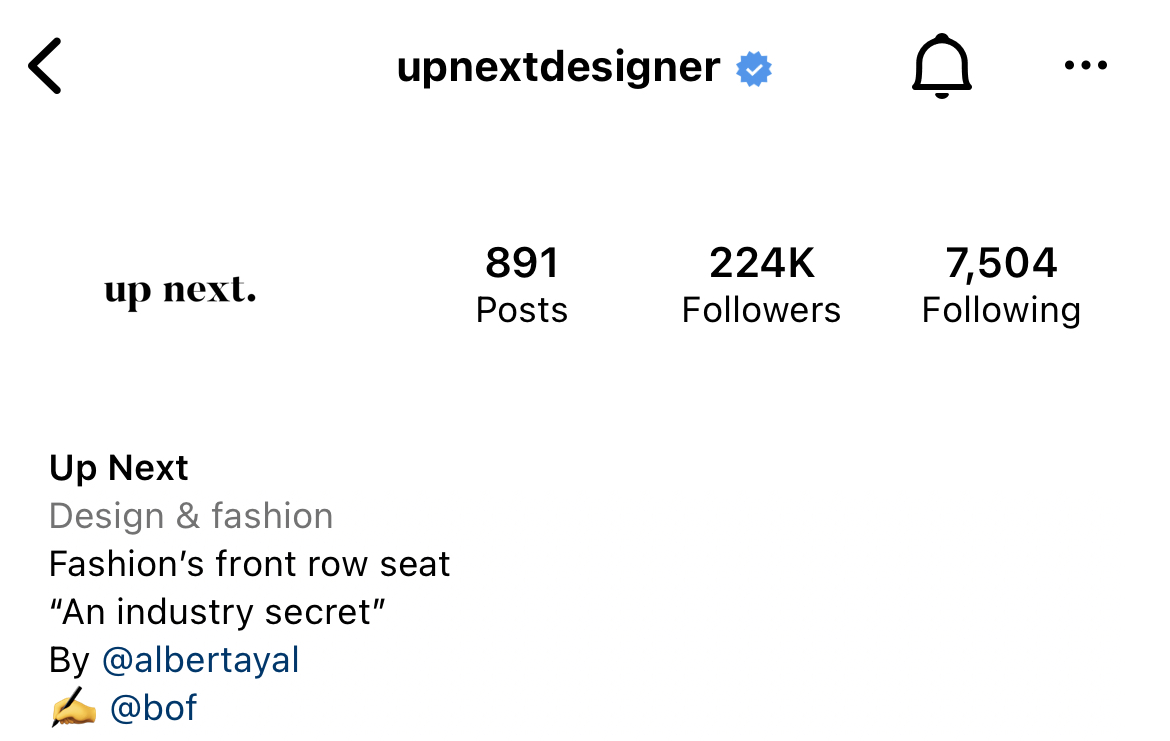 upnextdesigner
up next.
891 224K 7,504
Posts Followers Following
Up Next
Design & fashion
Fashion’s front row seat
“An industry secret”
By @albertayal
✍️ @bof